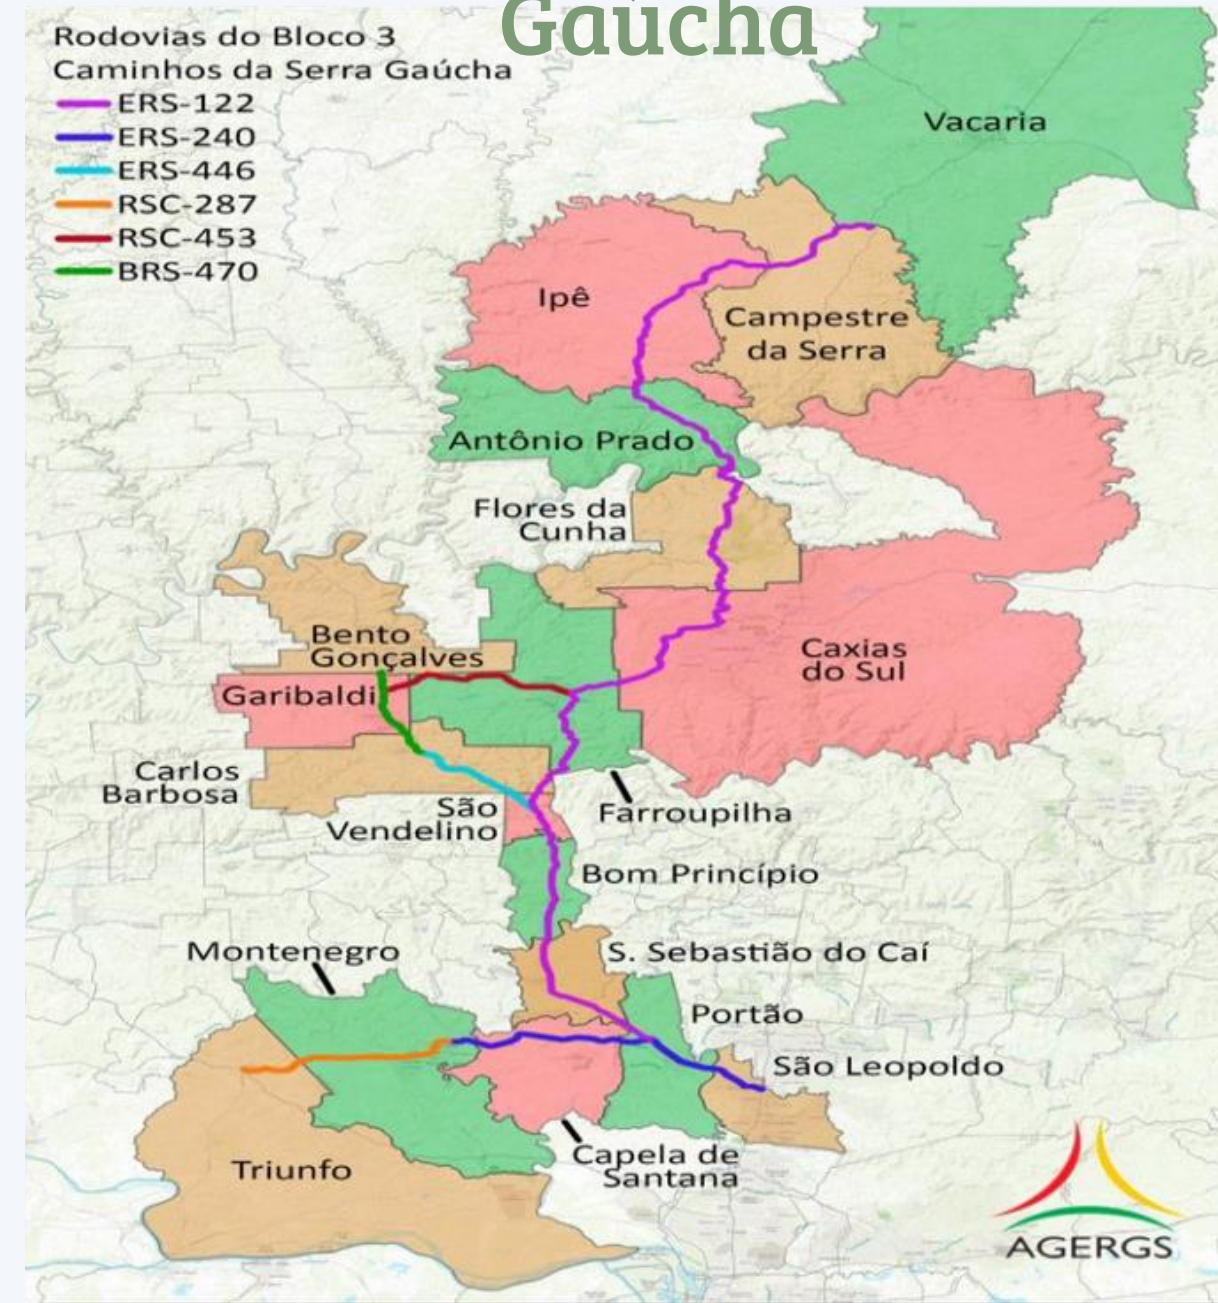 Gaúcha
Rodovias do Bloco 3
Caminhos da Serra Gaúcha
ERS-122
ERS-240
ERS-446
RSC-287
RSC-453
BRS-470
Vacaria
Ipê
Campestre
da Serra
Antônio Prado
Flores da
Cunha
Bento
Gonçalves
Caxias
do Sul
Garibaldi
Carlos
Barbosa
São
Vendelino
Farroupilha
Bom Princípio
Montenegro
S. Sebastião do Caí
Portão
São Leopoldo
Capela de
Santana
Triunfo
AGERGS